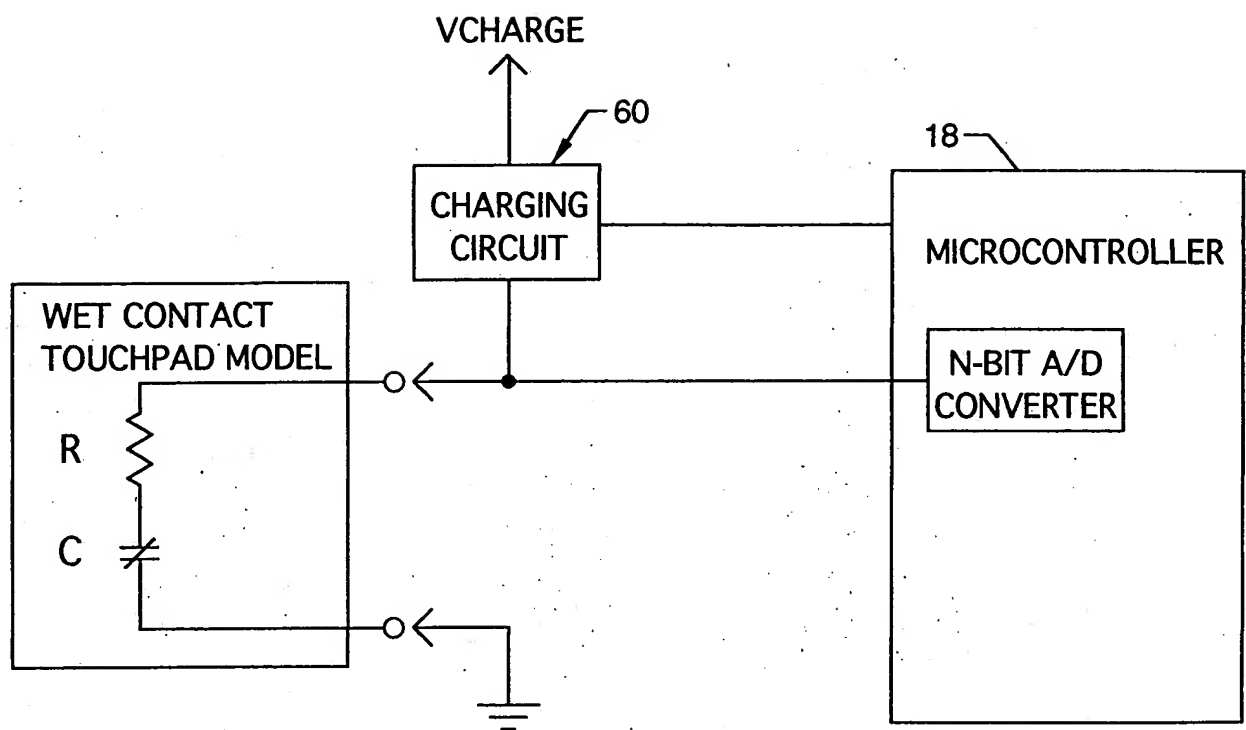 VCHARGE
60
18
CHARGING
CIRCUIT
MICROCONTROLLER
WET CONTACT
TOUCHPAD MODEL
N-BIT A/D
CONVERTER
R
C